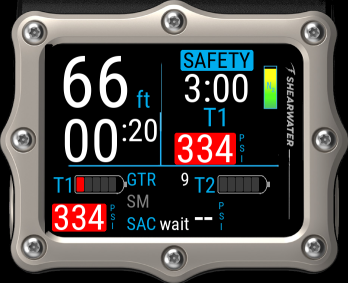 66 ft
00:20
SAFETY
3:00
T1
334 PSI
N₂
SHEARWATER
T1
334 PSI
GTR 9
SM
SAC wait
T2
-- PSI